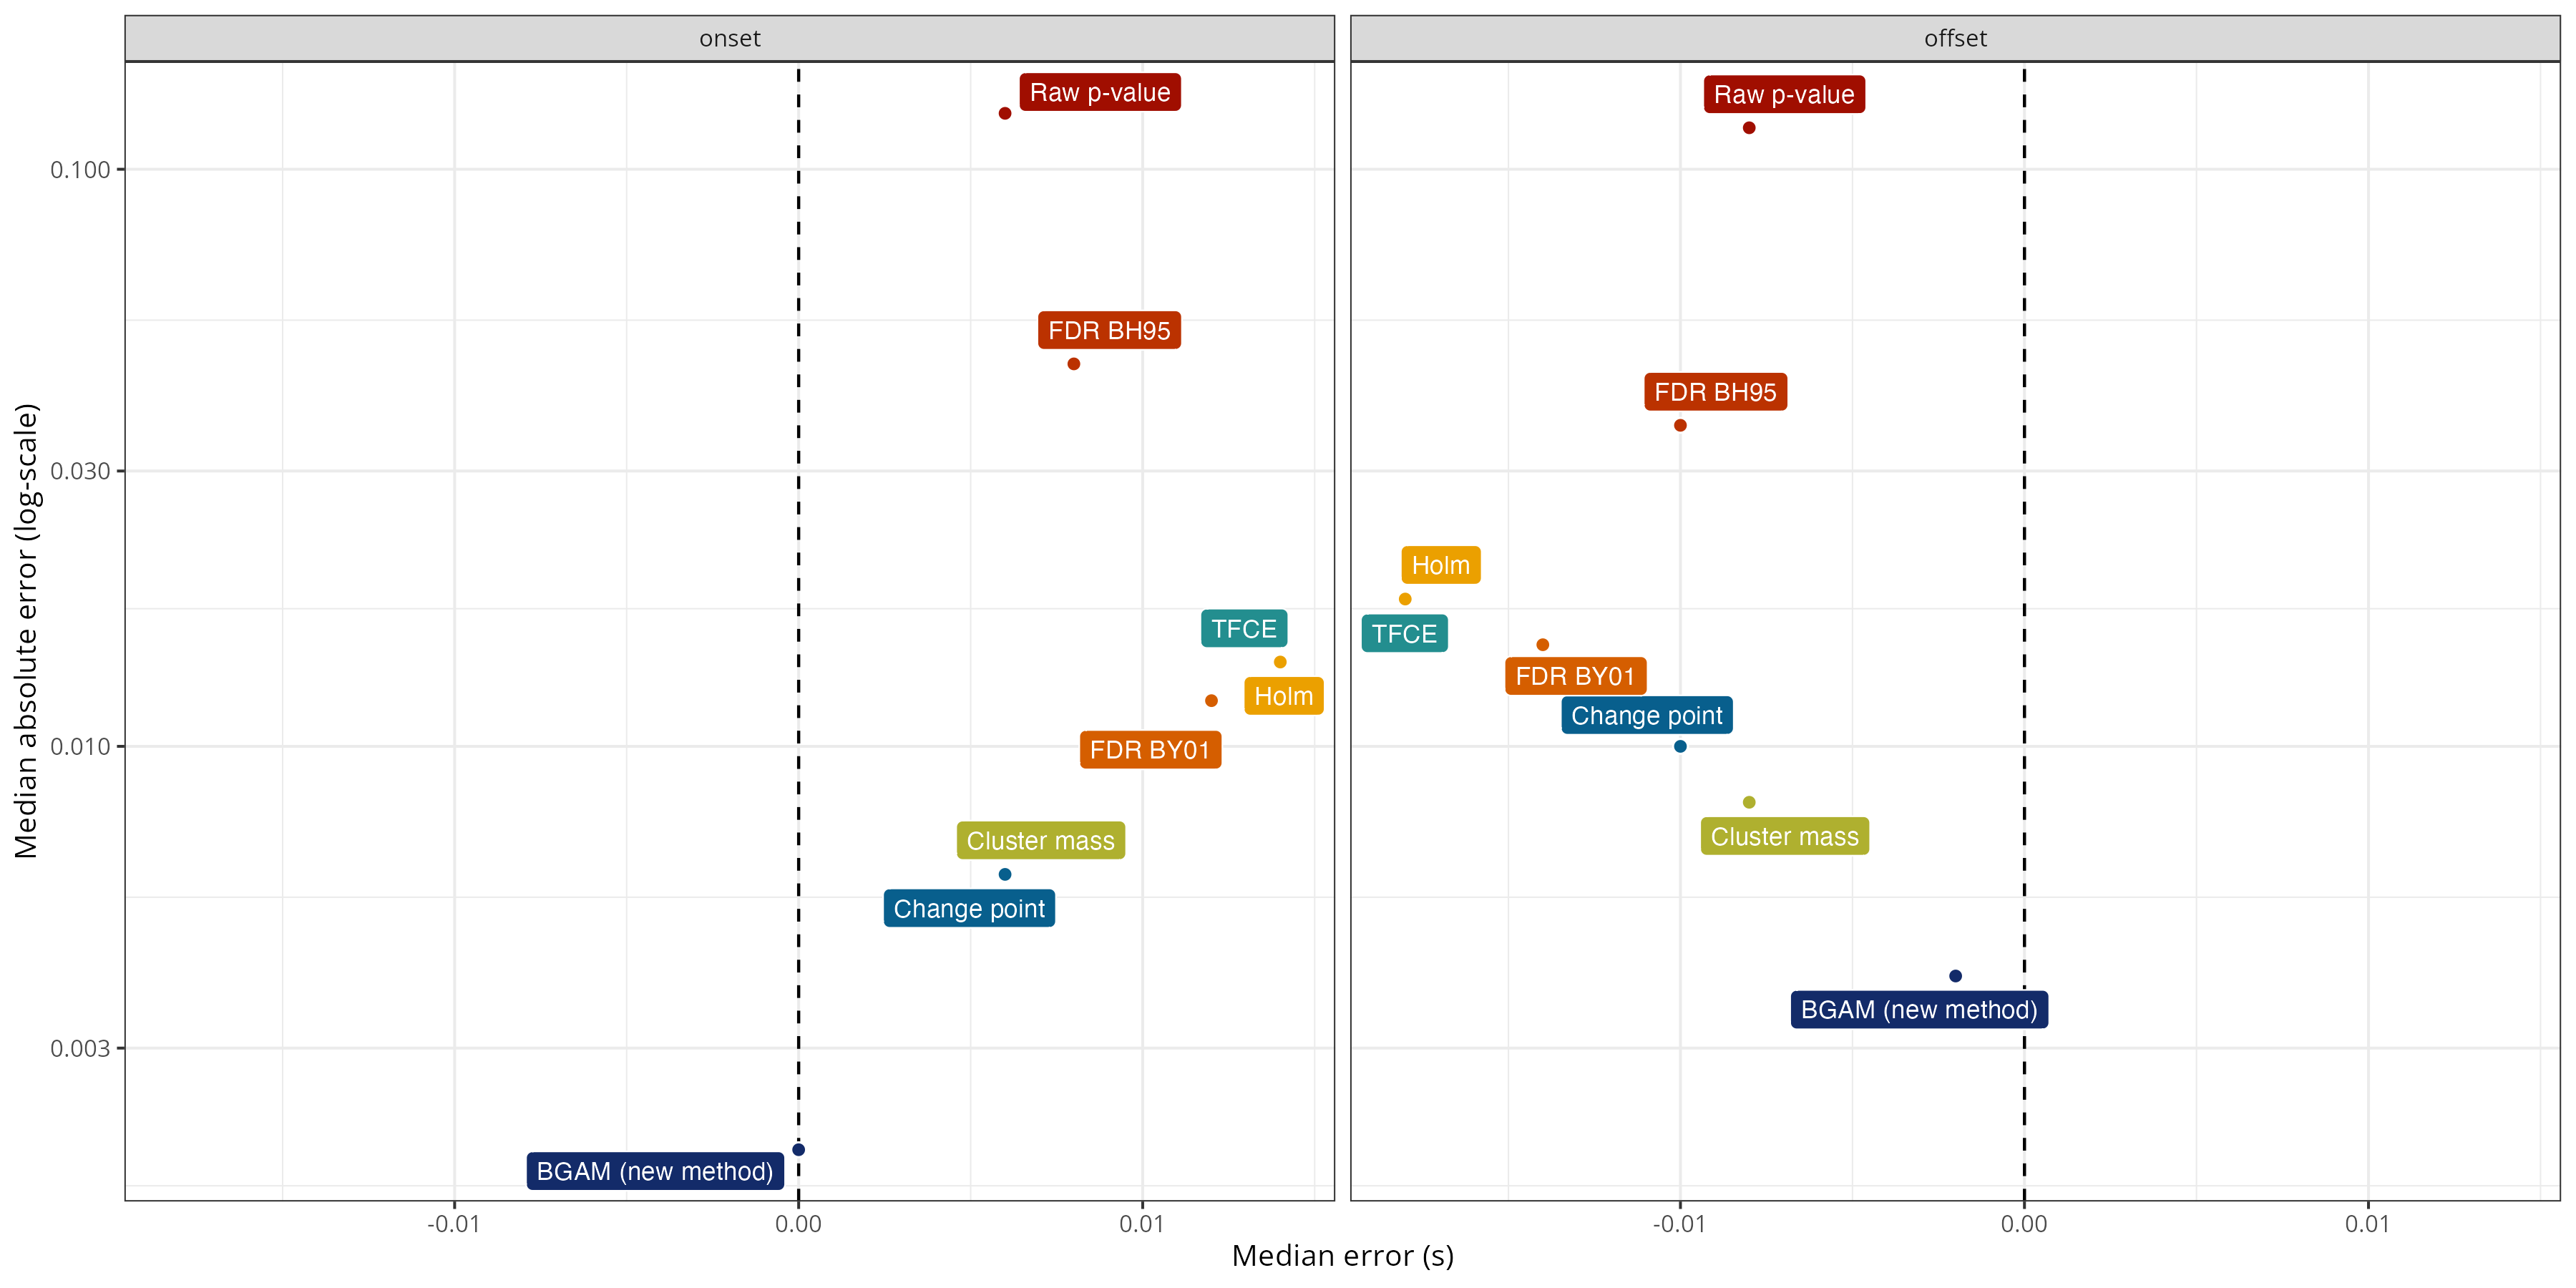 onset
offset
Raw p-value
Raw p-value
0.100
FDR BH95
FDR BH95
0.030
Holm
TFCE
TFCE
Holm
FDR BY01
FDR BY01
Change point
0.010
Cluster mass
Cluster mass
Change point
BGAM (new method)
0.003
BGAM (new method)
-0.01
0.00
0.01
-0.01
0.00
0.01
Median error (s)
Median absolute error (log-scale)